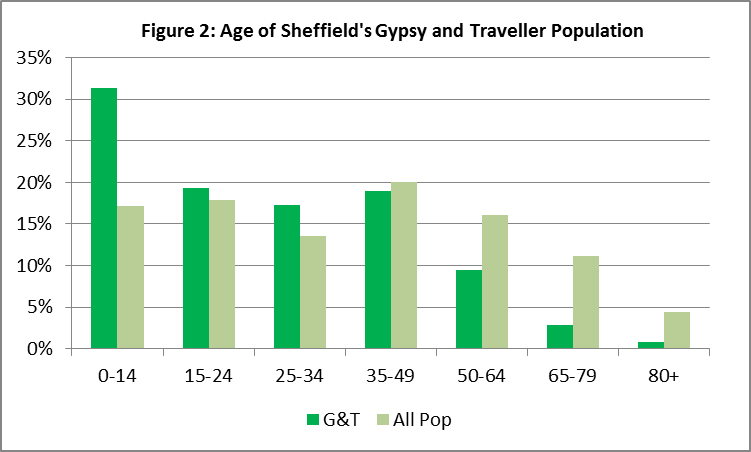 Figure 2: Age of Sheffield's Gypsy and Traveller Population
35%
30%
25%
20%
15%
10%
5%
0%
0-14 15-24 25-34 35-49 50-64 65-79 80+
G&T All Pop